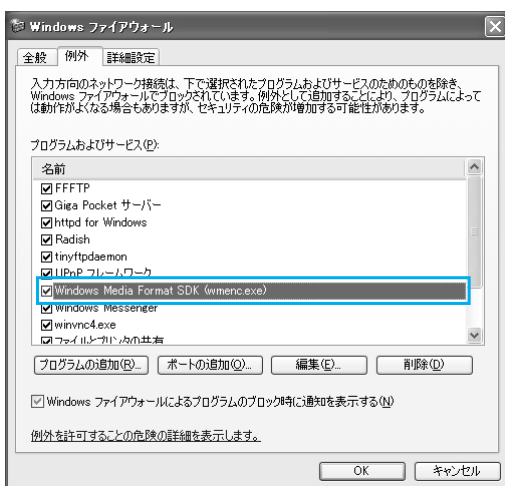 Windows ファイアウォール
全般 例外 詳細設定
入力方向のネットワーク接続は、下で選択されたプログラムおよびサービスのためのものを除き、
Windows ファイアウォールでブロックされています。例外として追加することにより、プログラムによって
は動作がよくなる場合もありますが、セキュリティの危険が増加する可能性があります。
プログラムおよびサービス(P):
名前
FFFTP
Giga Pocket サーバー
httpd for Windows
Radish
tinyftpdaemon
UPnP フレームワーク
Windows Media Format SDK (wmenc.exe)
Windows Messenger
winvnc4.exe
ファイルとプリンタの共有
プログラムの追加(R)... ポートの追加(O)... 編集(E)... 削除(D)
Windows ファイアウォールによるプログラムのブロック時に通知を表示する(N)
例外を許可することの危険の詳細を表示します。
OK キャンセル